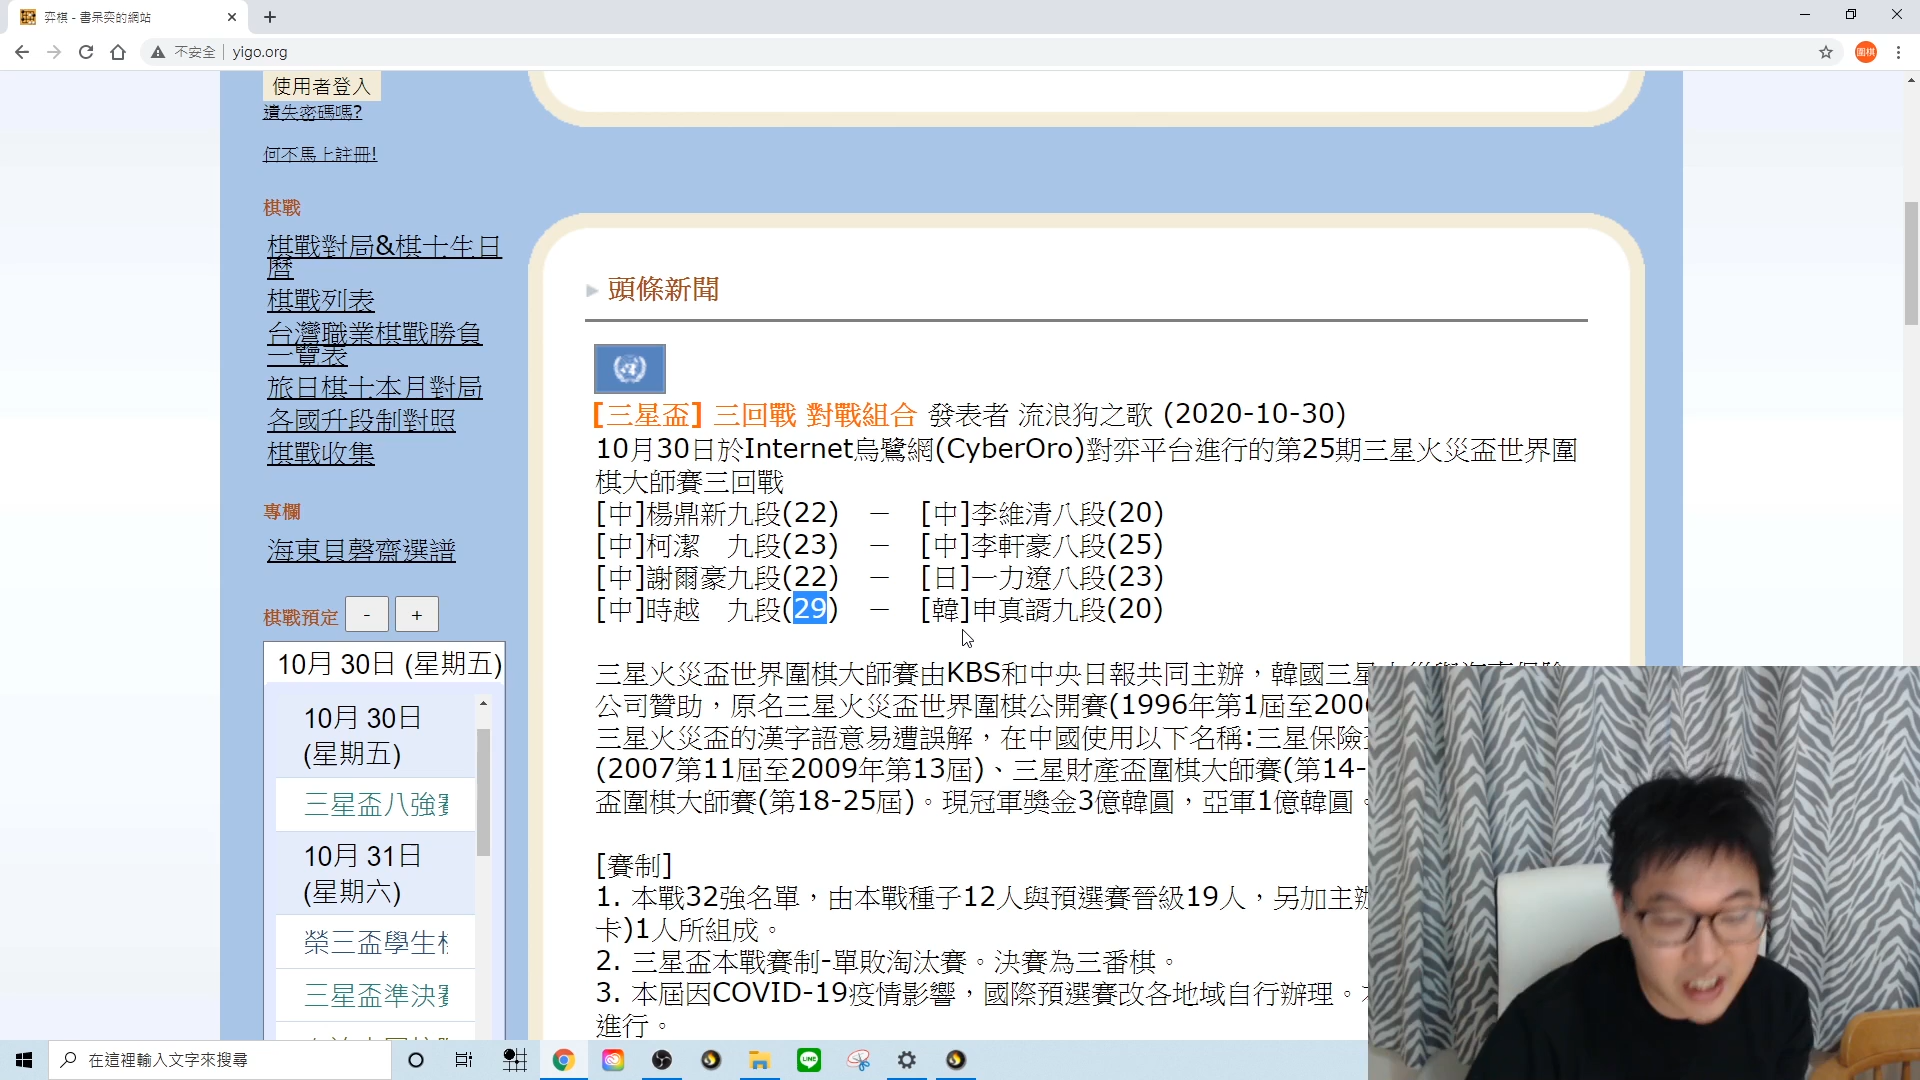 弈棋 - 書呆奕的網站
不安全
yigo.org
圍棋
使用者登入
遺失密碼嗎?
何不馬上註冊!
棋戰
棋戰對局&棋士生日
曆
棋戰列表
台灣職業棋戰勝負
一覽表
旅日棋士本月對局
各國升段制對照
棋戰收集
專欄
海東貝磬齋選譜
棋戰預定 - +
10月 30日 (星期五)
10月 30日
(星期五)
三星盃八強賽
10月 31日
(星期六)
榮三盃學生棋
三星盃準決賽
頭條新聞
[三星盃] 三回戰 對戰組合 發表者 流浪狗之歌 (2020-10-30)
10月30日於Internet烏鷺網(CyberOro)對弈平台進行的第25期三星火災盃世界圍
棋大師賽三回戰
[中]楊鼎新九段(22) － [中]李維清八段(20)
[中]柯潔　九段(23) － [中]李軒豪八段(25)
[中]謝爾豪九段(22) － [日]一力遼八段(23)
[中]時越　九段(29) － [韓]申真諝九段(20)
三星火災盃世界圍棋大師賽由KBS和中央日報共同主辦，韓國三星火災與海事保險
公司贊助，原名三星火災盃世界圍棋公開賽(1996年第1屆至2006
三星火災盃的漢字語意易遭誤解，在中國使用以下名稱:三星保險盃
(2007第11屆至2009年第13屆)、三星財產盃圍棋大師賽(第14-
盃圍棋大師賽(第18-25屆)。現冠軍獎金3億韓圓，亞軍1億韓圓。
[賽制]
1. 本戰32強名單，由本戰種子12人與預選賽晉級19人，另加主辦
卡)1人所組成。
2. 三星盃本戰賽制-單敗淘汰賽。決賽為三番棋。
3. 本屆因COVID-19疫情影響，國際預選賽改各地域自行辦理。
進行。
在這裡輸入文字來搜尋
LINE